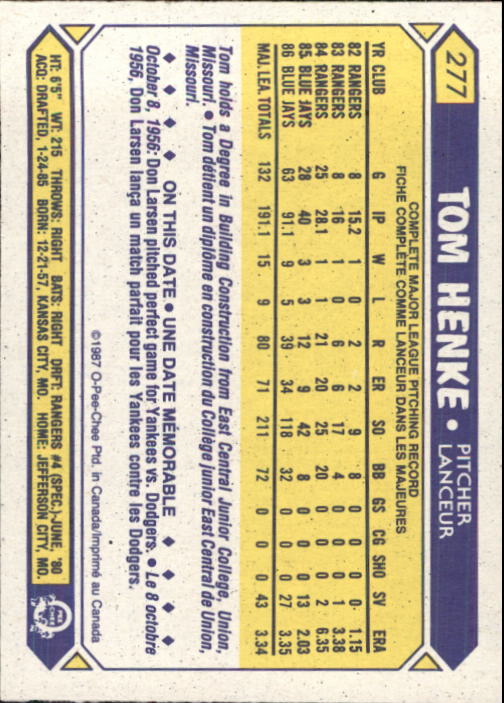 277
TOM HENKE • PITCHER
LANCEUR
COMPLETE MAJOR LEAGUE PITCHING RECORD
FICHE COMPLÈTE COMME LANCEUR DANS LES MAJEURES
YR CLUB G IP W L R ER SO BB GS CG SHO SV ERA
82 RANGERS 8 15.2 1 0 2 2 9 8 0 0 0 0 1.15
83 RANGERS 8 16 1 0 6 6 17 4 0 0 0 1 3.38
84 RANGERS 25 28.1 1 1 21 20 25 20 0 0 0 2 6.35
85 BLUE JAYS 28 40 3 3 12 9 42 8 0 0 0 13 2.03
86 BLUE JAYS 63 91.1 9 5 39 34 118 32 0 0 0 27 3.35
MAJ. LEA. TOTALS 132 191.1 15 9 80 71 211 72 0 0 0 43 3.34
Tom holds a Degree in Building Construction from East Central Junior College, Union,
Missouri. • Tom détient un diplôme en construction du Collège junior East Central de Union,
Missouri.
♦ ♦ ♦ ♦ ON THIS DATE • UNE DATE MÉMORABLE ♦ ♦ ♦ ♦
October 8, 1956: Don Larsen pitched perfect game for Yankees vs. Dodgers. • Le 8 octobre
1956, Don Larsen lança un match parfait pour les Yankees contre les Dodgers.
©1987 O-Pee-Chee Ptd. in Canada/Imprimé au Canada
HT: 6'5" WT: 215 THROWS: RIGHT BATS: RIGHT DRFT: RANGERS #4 (SPEC.)-JUNE, '80
ACQ: DRAFTED, 1-24-85 BORN: 12-21-57, KANSAS CITY, MO. HOME: JEFFERSON CITY, MO.
O PEE CHEE